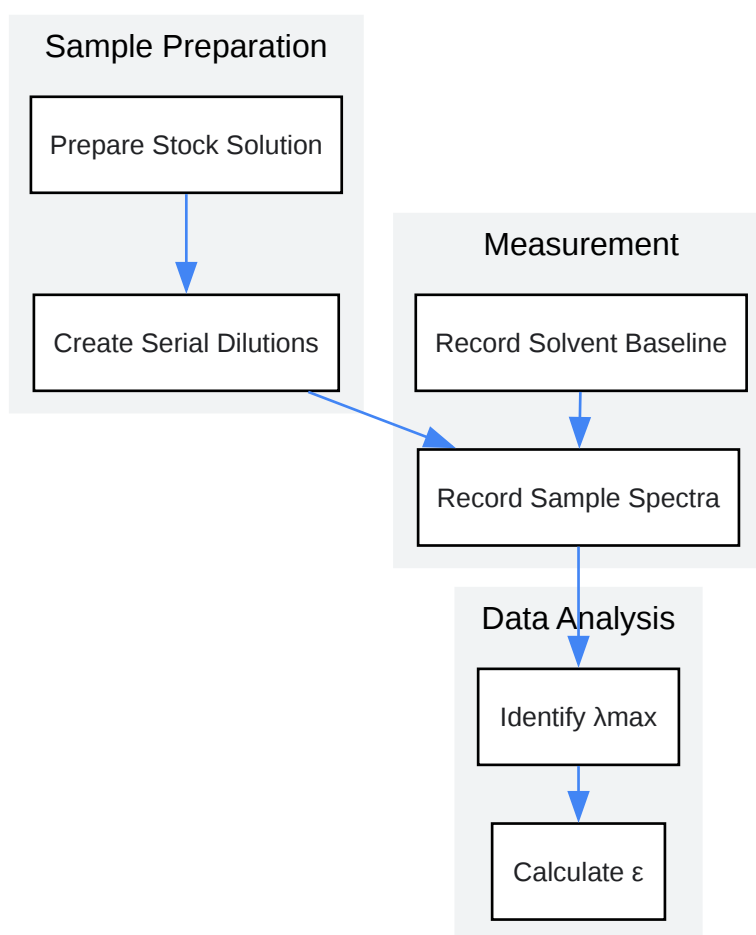 Sample Preparation
Prepare Stock Solution
Create Serial Dilutions
Measurement
Record Solvent Baseline
Record Sample Spectra
Data Analysis
Identify λmax
Calculate ε